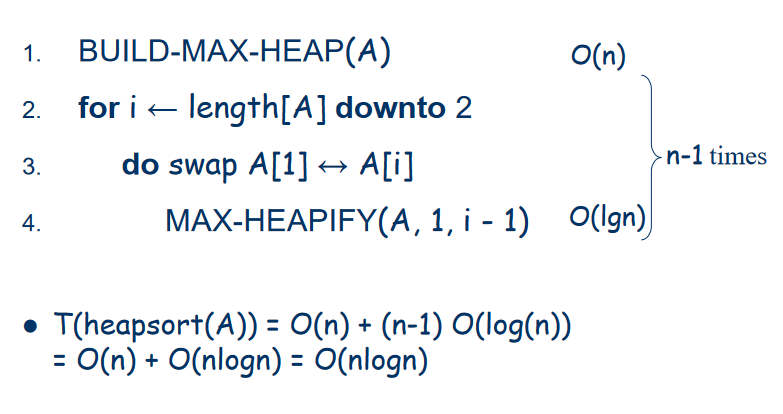 1. BUILD-MAX-HEAP(A) O(n)
2. for i ← length[A] downto 2
3. do swap A[1] ↔ A[i]
n-1 times
4. MAX-HEAPIFY(A, 1, i - 1) O(lgn)
● T(heapsort(A)) = O(n) + (n-1) O(log(n))
= O(n) + O(nlogn) = O(nlogn)